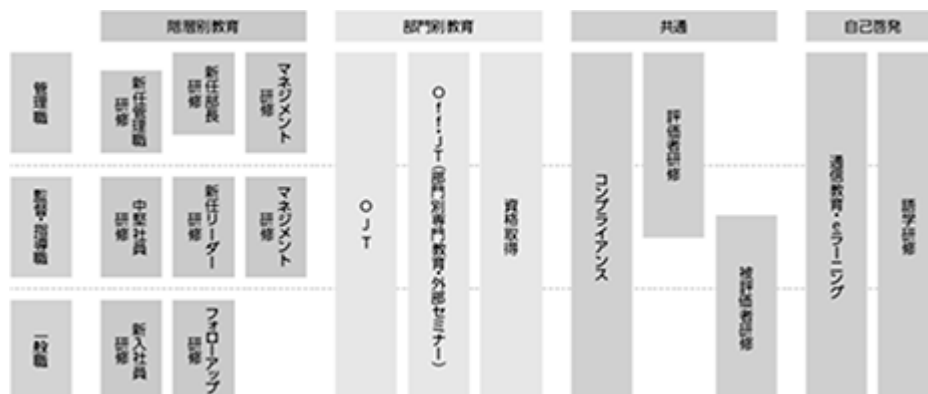 階層別教育
部門別教育
共通
自己啓発
管理職
新任管理職
研修
新任部長
研修
マネジメント
研修
監督・指導職
中堅社員
研修
新任リーダー
研修
マネジメント
研修
一般職
新入社員
研修
フォローアップ
研修
OJT
Off・JT(部門別専門教育・外部セミナー)
資格取得
コンプライアンス
評価者研修
被評価者研修
通信教育・eラーニング
語学研修